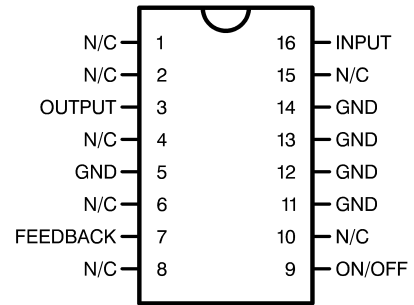 N/C 1 16 INPUT
N/C 2 15 N/C
OUTPUT 3 14 GND
N/C 4 13 GND
GND 5 12 GND
N/C 6 11 GND
FEEDBACK 7 10 N/C
N/C 8 9 ON/OFF